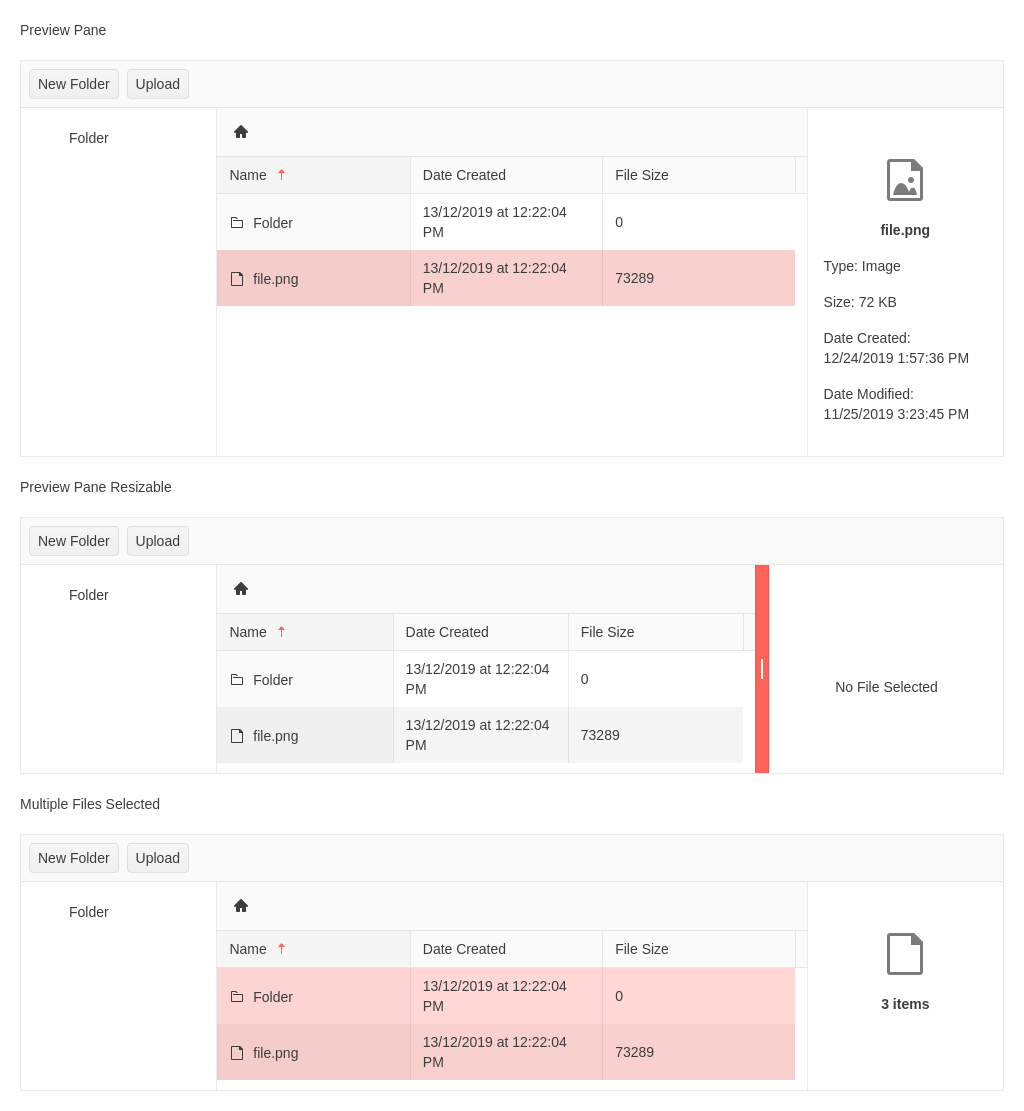 Preview Pane
New Folder Upload
Folder
Name Date Created File Size
Folder 13/12/2019 at 12:22:04 PM 0
file.png 13/12/2019 at 12:22:04 PM 73289
file.png
Type: Image
Size: 72 KB
Date Created:
12/24/2019 1:57:36 PM
Date Modified:
11/25/2019 3:23:45 PM
Preview Pane Resizable
New Folder Upload
Folder
Name Date Created File Size
Folder 13/12/2019 at 12:22:04 PM 0
file.png 13/12/2019 at 12:22:04 PM 73289
No File Selected
Multiple Files Selected
New Folder Upload
Folder
Name Date Created File Size
Folder 13/12/2019 at 12:22:04 PM 0
file.png 13/12/2019 at 12:22:04 PM 73289
3 items